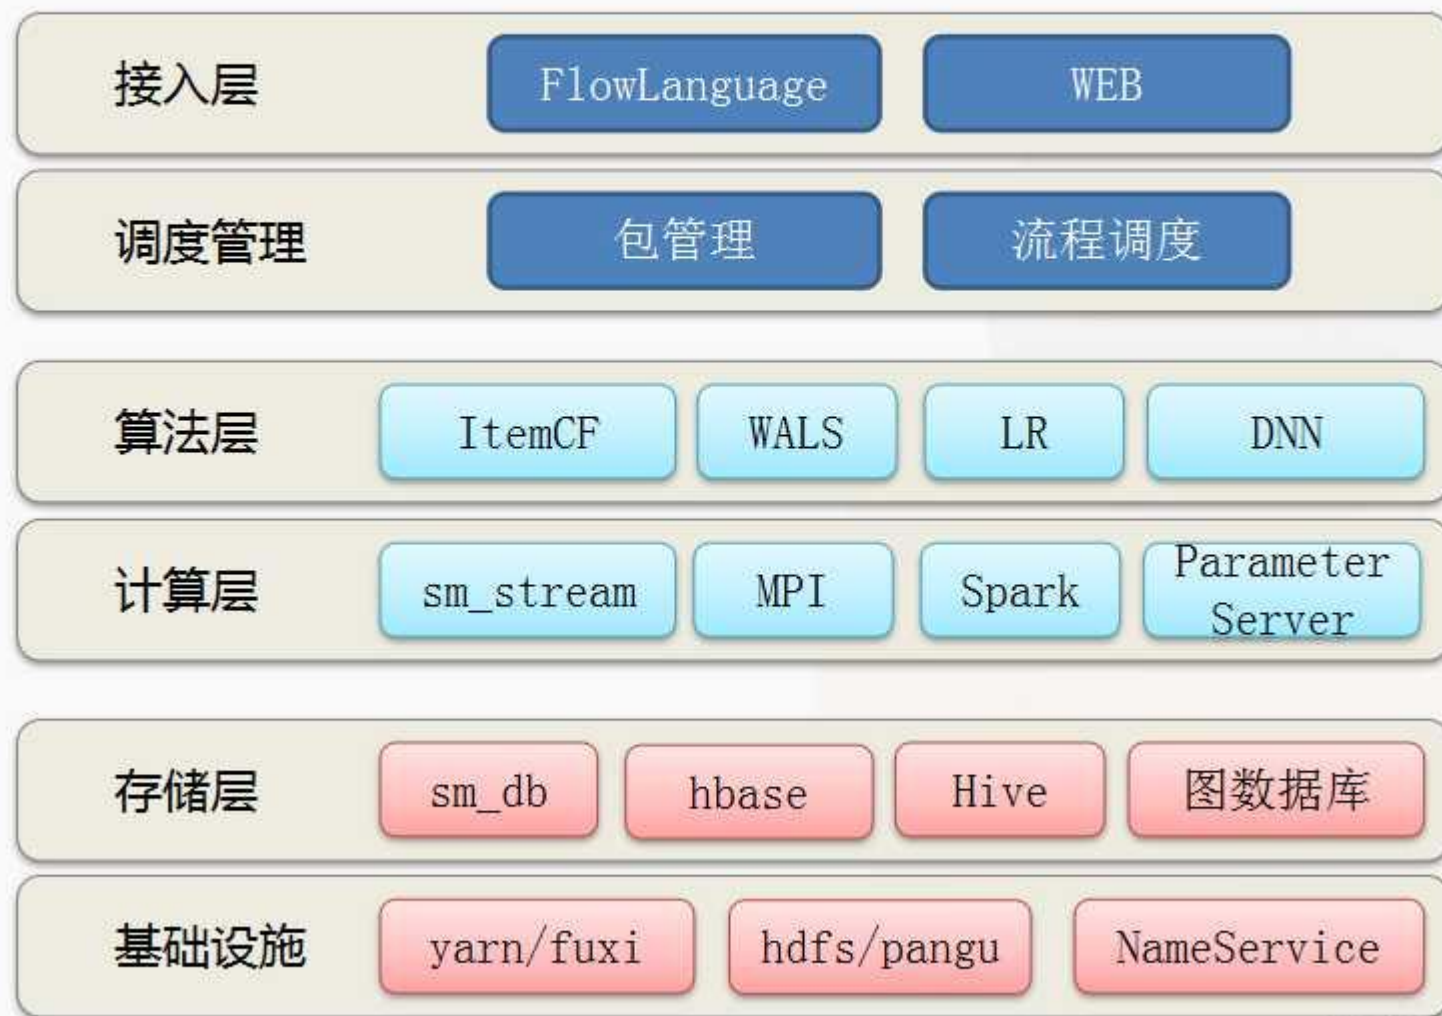 接入层
FlowLanguage
WEB
调度管理
包管理
流程调度
算法层
ItemCF
WALS
LR
DNN
计算层
sm_stream
MPI
Spark
Parameter
Server
存储层
sm_db
hbase
Hive
图数据库
基础设施
yarn/fuxi
hdfs/pangu
NameService